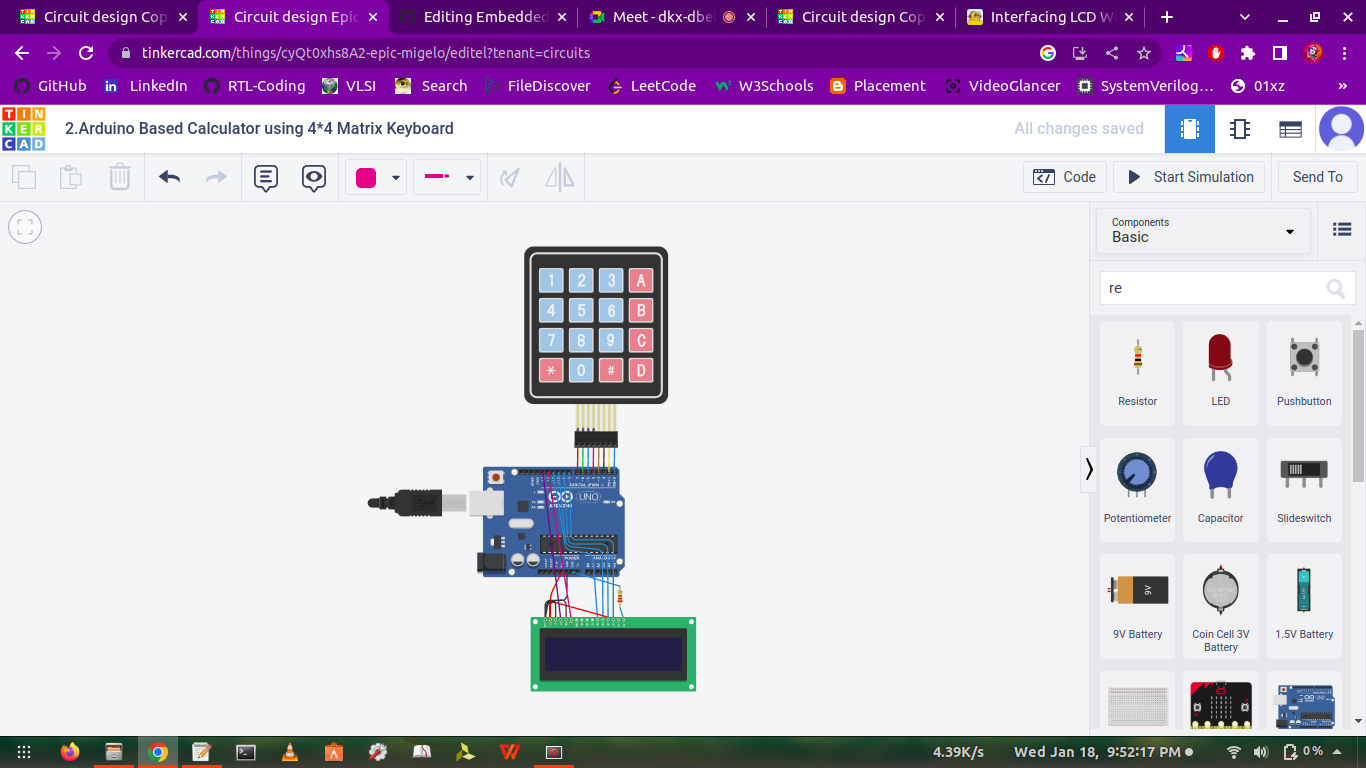 Circuit design Cop
Circuit design Epic
Editing Embedded
Meet - dkx-dbe
Circuit design Cop
Interfacing LCD W
tinkercad.com/things/cyQt0xhs8A2-epic-migelo/editel?tenant=circuits
GitHub
LinkedIn
RTL-Coding
VLSI
Search
FileDiscover
LeetCode
W3Schools
Placement
VideoGlancer
SystemVerilog...
01xz
»
TINKERCAD
2.Arduino Based Calculator using 4*4 Matrix Keyboard
All changes saved
Code
Start Simulation
Send To
Components
Basic
re
1 2 3 A
4 5 6 B
7 8 9 C
* 0 # D
UNO
Resistor
LED
Pushbutton
Potentiometer
Capacitor
Slideswitch
9V
9V Battery
Coin Cell 3V
Battery
1.5V Battery
4.39K/s
Wed Jan 18, 9:52:17 PM
0 %